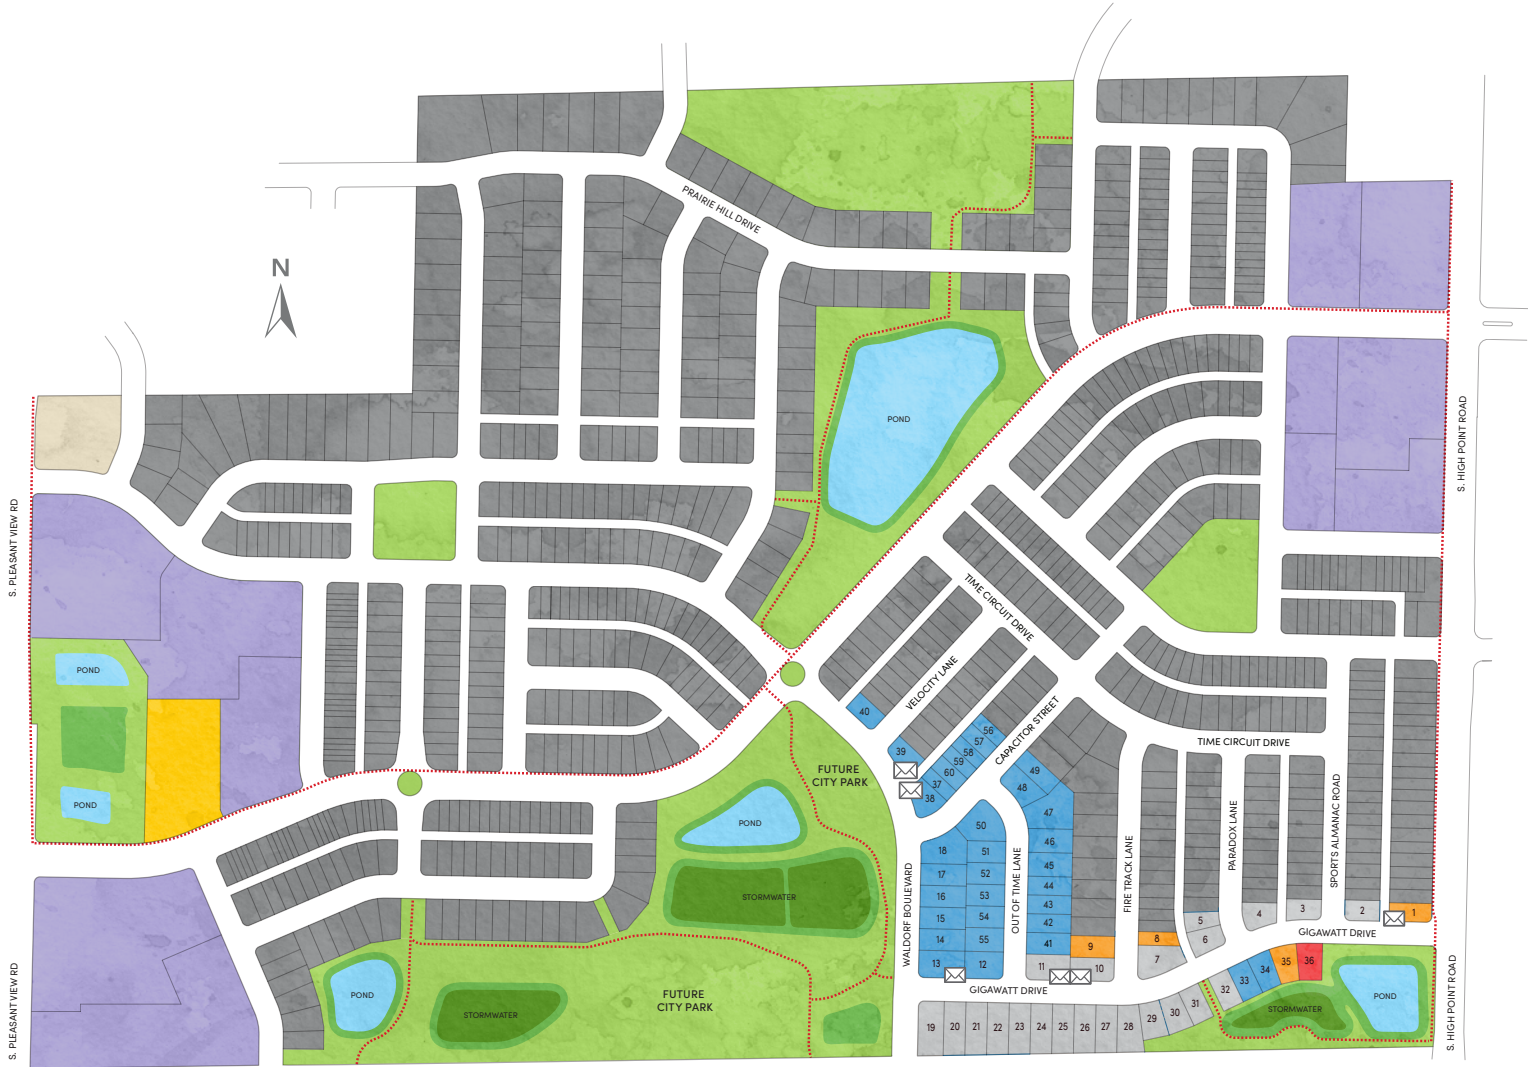 N
PRAIRIE HILL DRIVE
POND
S. HIGH POINT ROAD
S. PLEASANT VIEW RD
TIME CIRCUIT DRIVE
VELOCITY LANE
CAPACITOR STREET
POND
POND
40
39
56
57
58
59
60
37
38
TIME CIRCUIT DRIVE
FUTURE
CITY PARK
49
48
47
46
45
44
43
42
41
POND
50
51
52
53
54
55
12
18
17
16
15
14
13
STORMWATER
WALDORF BOULEVARD
OUT OF TIME LANE
FIRE TRACK LANE
PARADOX LANE
SPORTS ALMANAC ROAD
1
2
3
4
5
6
7
8
9
10
11
GIGAWATT DRIVE
GIGAWATT DRIVE
36
35
34
33
32
31
30
29
28
27
26
25
24
23
22
21
20
19
POND
STORMWATER
POND
STORMWATER
FUTURE
CITY PARK
S. PLEASANT VIEW RD
S. HIGH POINT ROAD